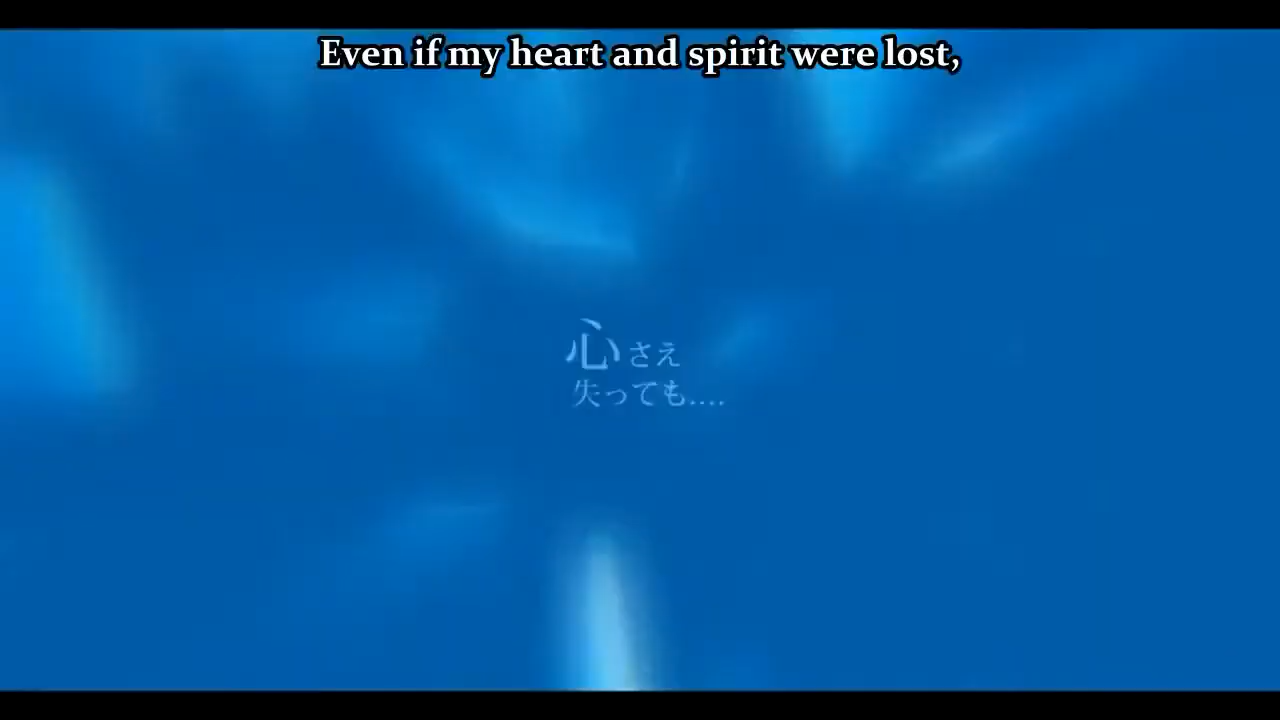 Even if my heart and spirit were lost,
心さえ
失っても....